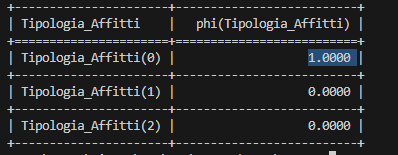 +----------------------+-------------------------+
| Tipologia_Affitti    |  phi(Tipologia_Affitti) |
+======================+=========================+
| Tipologia_Affitti(0) |                  1.0000 |
+----------------------+-------------------------+
| Tipologia_Affitti(1) |                  0.0000 |
+----------------------+-------------------------+
| Tipologia_Affitti(2) |                  0.0000 |
+----------------------+-------------------------+